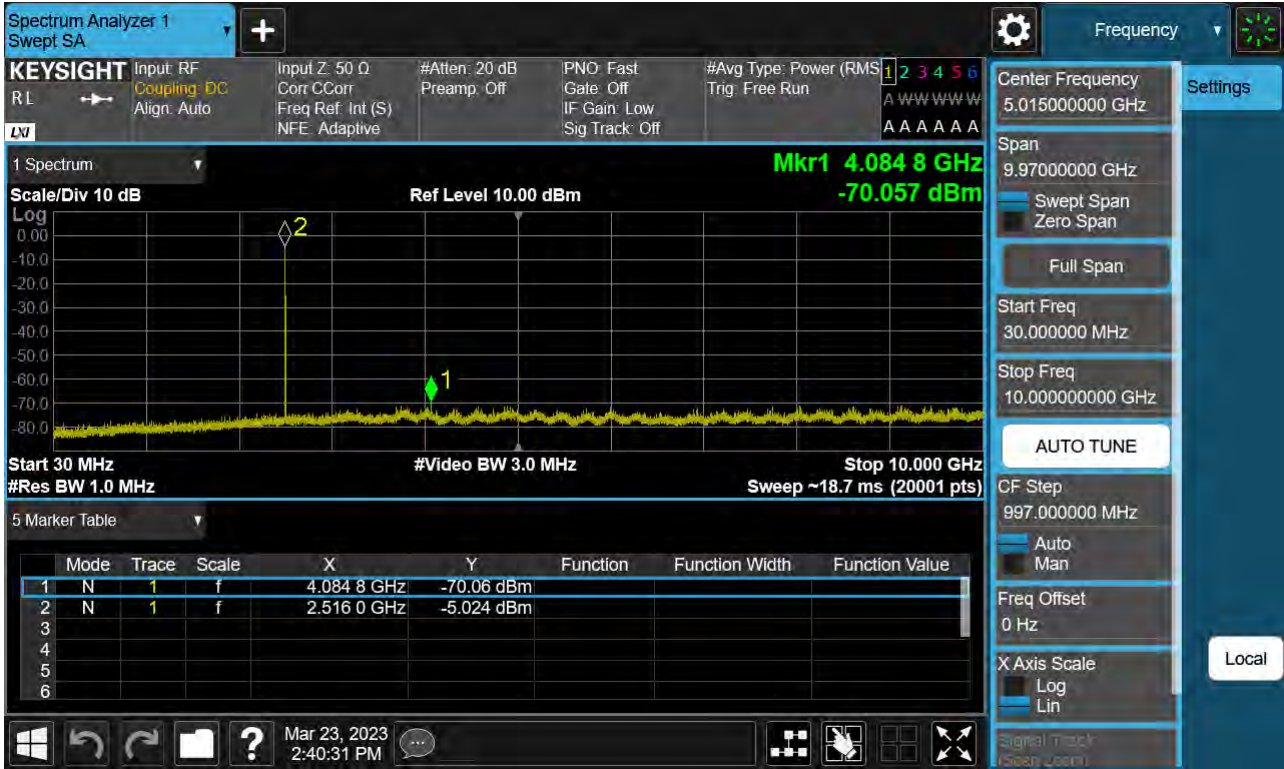 Spectrum Analyzer 1
Swept SA
+
Frequency
KEYSIGHT
RL
LXI
Input: RF
Coupling: DC
Align: Auto
Input Z: 50 Ω
Corr CCorr
Freq Ref: Int (S)
NFE: Adaptive
#Atten: 20 dB
Preamp: Off
PNO: Fast
Gate: Off
IF Gain: Low
Sig Track: Off
#Avg Type: Power (RMS
Trig: Free Run
1 2 3 4 5 6
A W W W W W
A A A A A A
1 Spectrum
Scale/Div 10 dB
Ref Level 10.00 dBm
Mkr1 4.084 8 GHz
-70.057 dBm
Log
0.00
-10.0
-20.0
-30.0
-40.0
-50.0
-60.0
-70.0
-80.0
2
1
Start 30 MHz
#Video BW 3.0 MHz
Stop 10.000 GHz
#Res BW 1.0 MHz
Sweep ~18.7 ms (20001 pts)
5 Marker Table
Mode Trace Scale X Y Function Function Width Function Value
1 N 1 f 4.084 8 GHz -70.06 dBm
2 N 1 f 2.516 0 GHz -5.024 dBm
3
4
5
6
Center Frequency
5.015000000 GHz
Settings
Span
9.97000000 GHz
Swept Span
Zero Span
Full Span
Start Freq
30.000000 MHz
Stop Freq
10.000000000 GHz
AUTO TUNE
CF Step
997.000000 MHz
Auto
Man
Freq Offset
0 Hz
X Axis Scale
Log
Lin
Local
Signal Track
(Span Zoom)
?
Mar 23, 2023
2:40:31 PM